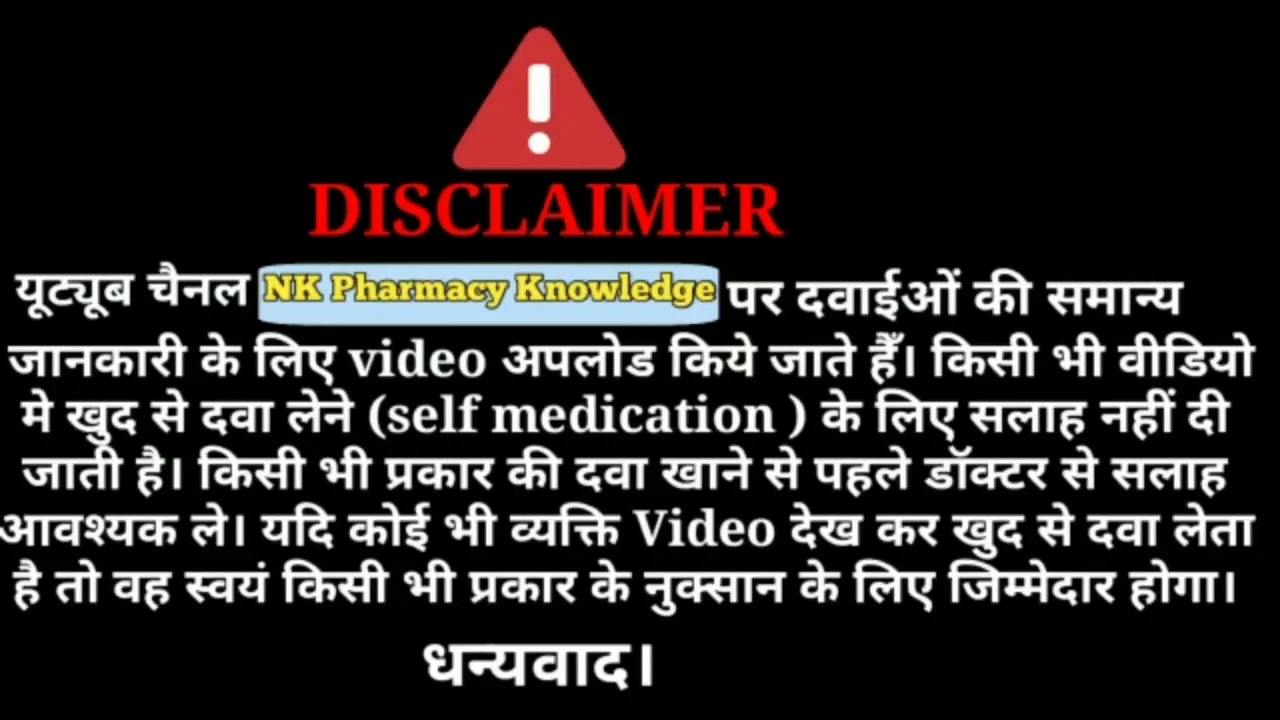 DISCLAIMER
यूट्यूब चैनल NK Pharmacy Knowledge पर दवाईओं की समान्य
जानकारी के लिए video अपलोड किये जाते हैँ। किसी भी वीडियो
मे खुद से दवा लेने (self medication ) के लिए सलाह नहीं दी
जाती है। किसी भी प्रकार की दवा खाने से पहले डॉक्टर से सलाह
आवश्यक ले। यदि कोई भी व्यक्ति Video देख कर खुद से दवा लेता
है तो वह स्वयं किसी भी प्रकार के नुक्सान के लिए जिम्मेदार होगा।
धन्यवाद।